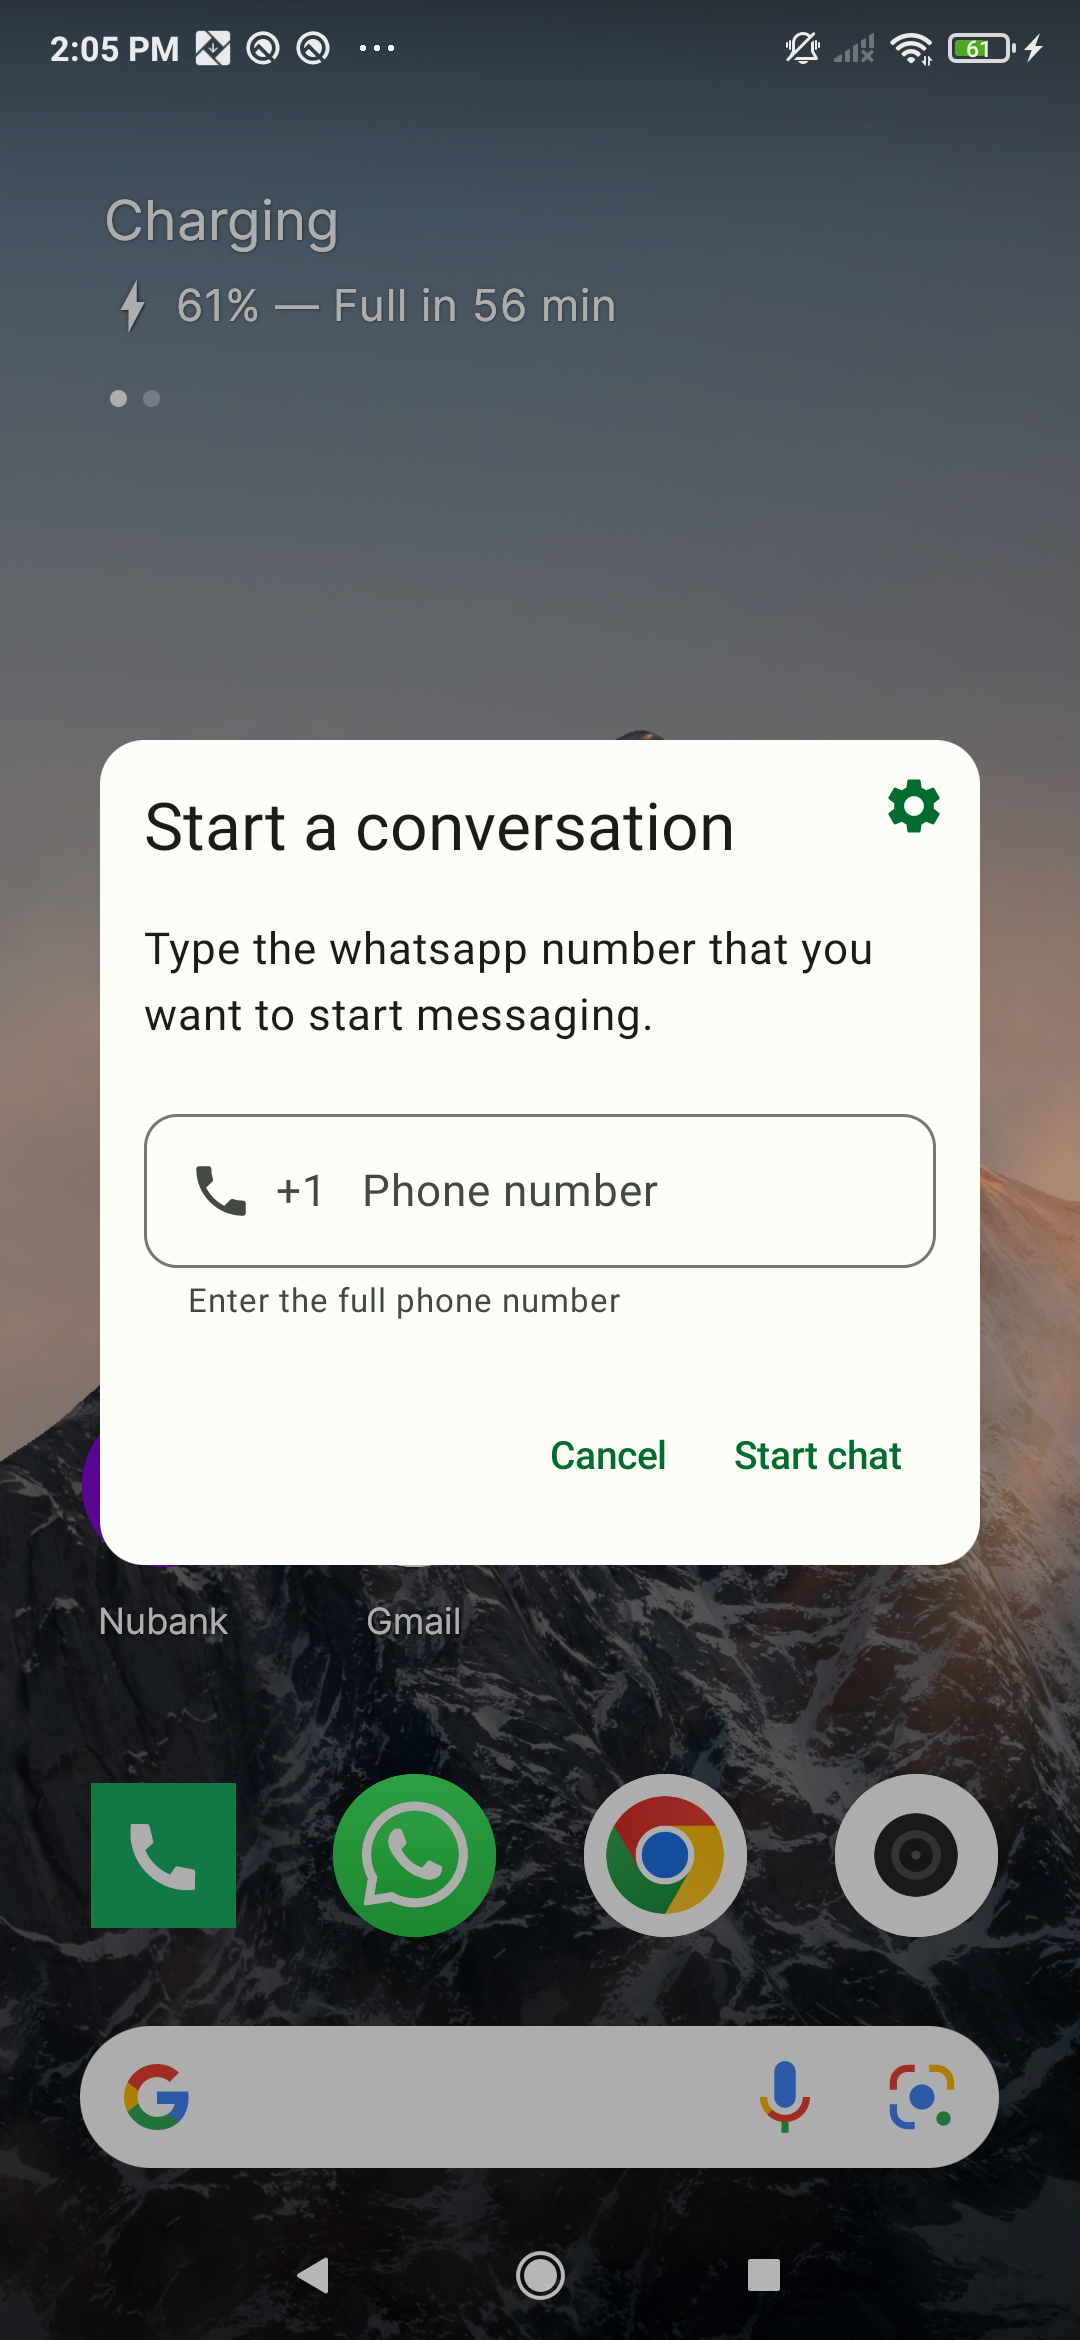 2:05 PM
61
Charging
61% — Full in 56 min
Start a conversation
Type the whatsapp number that you
want to start messaging.
+1 Phone number
Enter the full phone number
Cancel Start chat
Nubank Gmail